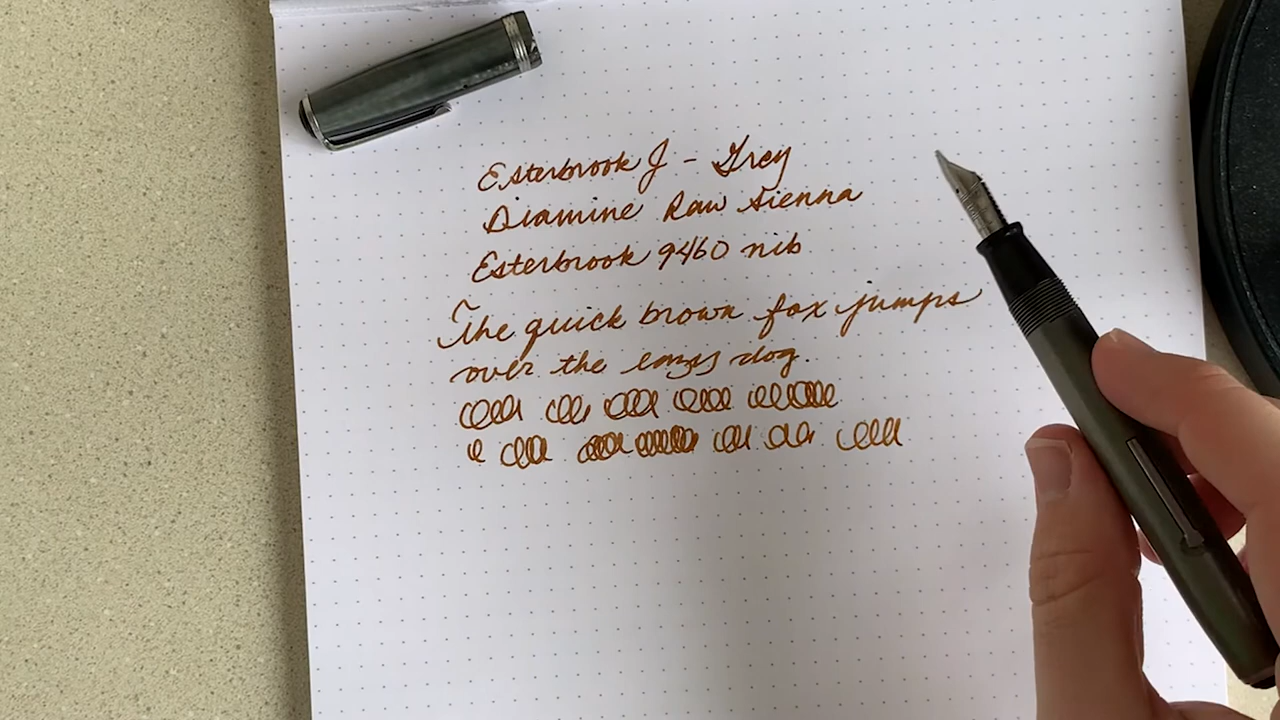 Esterbrook J - Grey
Diamine Raw Sienna
Esterbrook 9460 nib
The quick brown fox jumps
over the lazy dog.